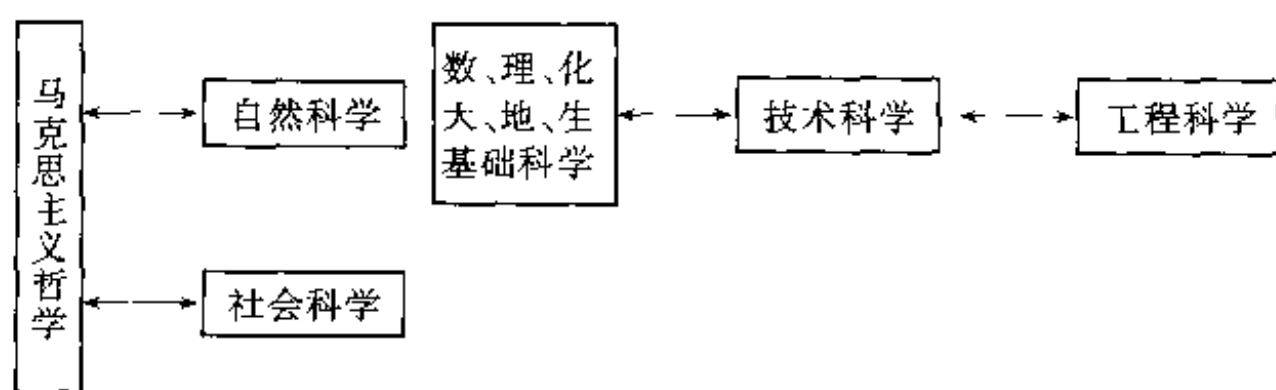 马克思主义哲学
自然科学
数、理、化
大、地、生
基础科学
技术科学
工程科学
社会科学